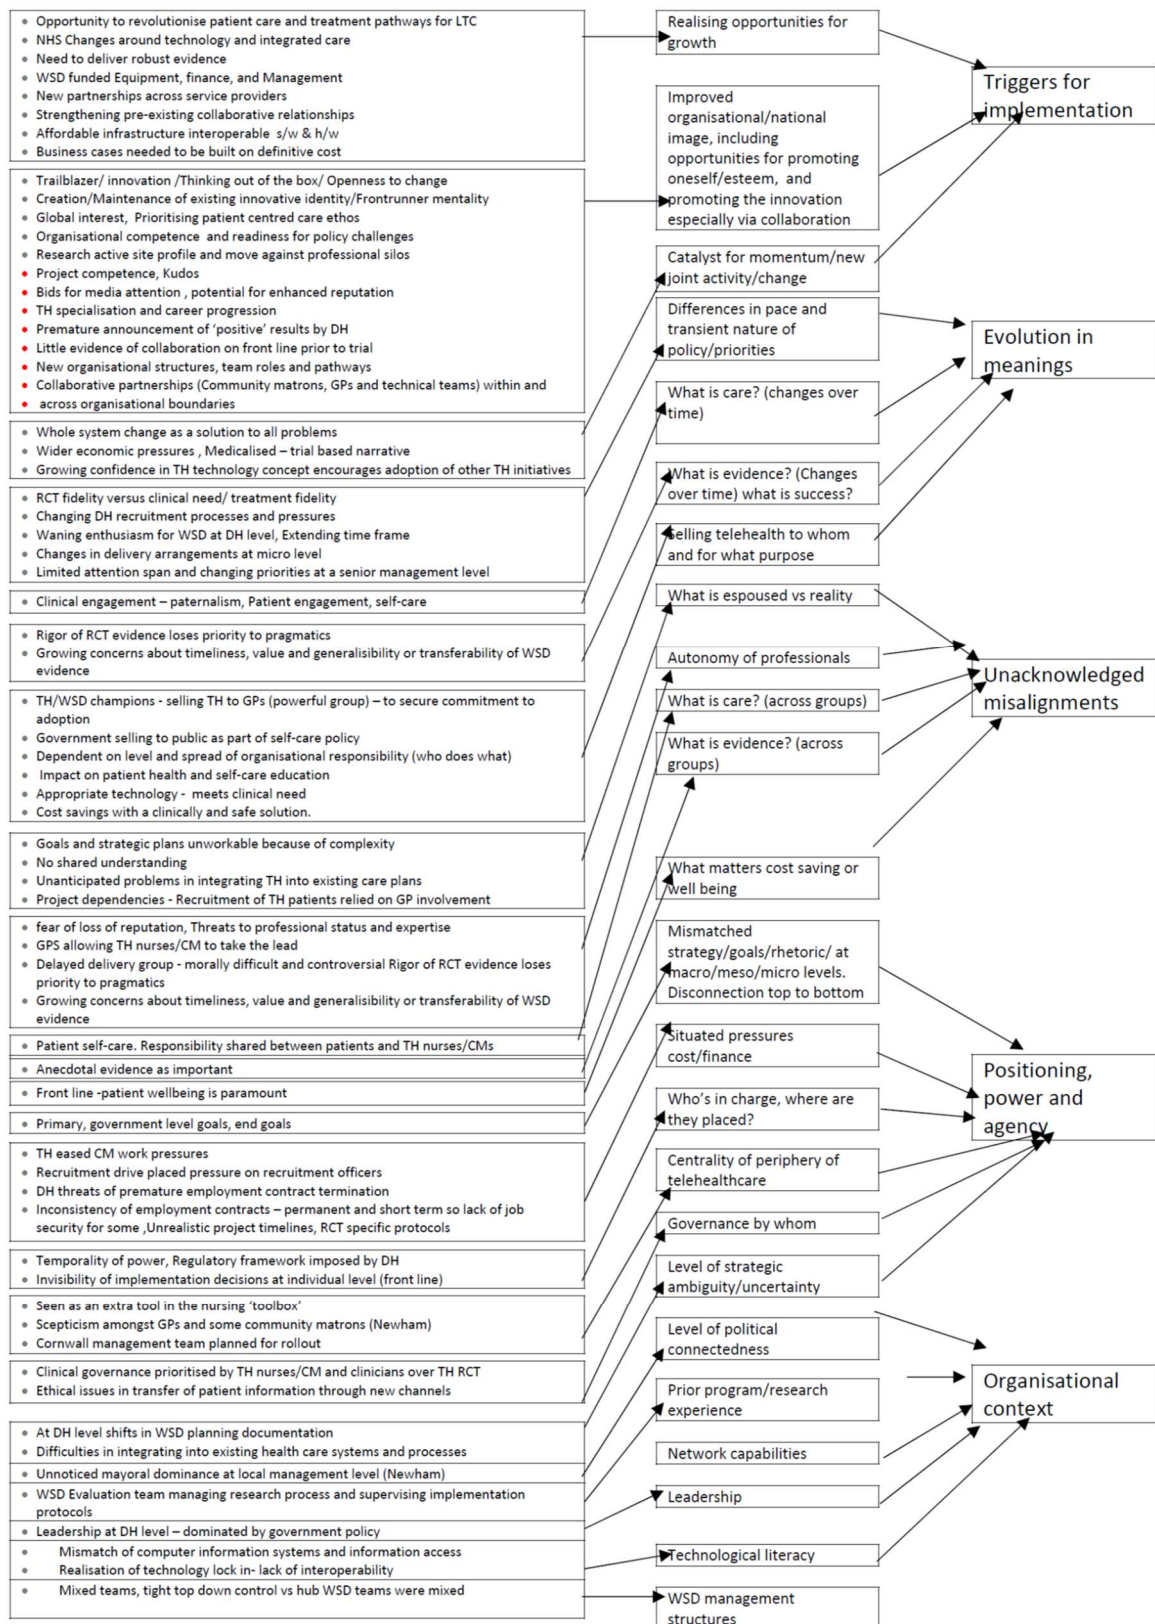 Opportunity to revolutionise patient care and treatment pathways for LTC
NHS Changes around technology and integrated care
Need to deliver robust evidence
WSD funded Equipment, finance, and Management
New partnerships across service providers
Strengthening pre-existing collaborative relationships
Affordable infrastructure interoperable s/w & h/w
Business cases needed to be built on definitive cost
Trailblazer/ innovation /Thinking out of the box/ Openness to change
Creation/Maintenance of existing innovative identity/Frontrunner mentality
Global interest, Prioritising patient centred care ethos
Organisational competence and readiness for policy challenges
Research active site profile and move against professional silos
Project competence, Kudos
Bids for media attention , potential for enhanced reputation
TH specialisation and career progression
Premature announcement of ‘positive’ results by DH
Little evidence of collaboration on front line prior to trial
New organisational structures, team roles and pathways
Collaborative partnerships (Community matrons, GPs and technical teams) within and
across organisational boundaries
Whole system change as a solution to all problems
Wider economic pressures , Medicalised – trial based narrative
Growing confidence in TH technology concept encourages adoption of other TH initiatives
RCT fidelity versus clinical need/ treatment fidelity
Changing DH recruitment processes and pressures
Waning enthusiasm for WSD at DH level, Extending time frame
Changes in delivery arrangements at micro level
Limited attention span and changing priorities at a senior management level
Clinical engagement – paternalism, Patient engagement, self-care
Rigor of RCT evidence loses priority to pragmatics
Growing concerns about timeliness, value and generalisibility or transferability of WSD
evidence
TH/WSD champions - selling TH to GPs (powerful group) – to secure commitment to
adoption
Government selling to public as part of self-care policy
Dependent on level and spread of organisational responsibility (who does what)
Impact on patient health and self-care education
Appropriate technology - meets clinical need
Cost savings with a clinically and safe solution.
Goals and strategic plans unworkable because of complexity
No shared understanding
Unanticipated problems in integrating TH into existing care plans
Project dependencies - Recruitment of TH patients relied on GP involvement
fear of loss of reputation, Threats to professional status and expertise
GPS allowing TH nurses/CM to take the lead
Delayed delivery group - morally difficult and controversial Rigor of RCT evidence loses
priority to pragmatics
Growing concerns about timeliness, value and generalisibility or transferability of WSD
evidence
Patient self-care. Responsibility shared between patients and TH nurses/CMs
Anecdotal evidence as important
Front line -patient wellbeing is paramount
Primary, government level goals, end goals
TH eased CM work pressures
Recruitment drive placed pressure on recruitment officers
DH threats of premature employment contract termination
Inconsistency of employment contracts – permanent and short term so lack of job
security for some ,Unrealistic project timelines, RCT specific protocols
Temporality of power, Regulatory framework imposed by DH
Invisibility of implementation decisions at individual level (front line)
Seen as an extra tool in the nursing ‘toolbox’
Scepticism amongst GPs and some community matrons (Newham)
Cornwall management team planned for rollout
Clinical governance prioritised by TH nurses/CM and clinicians over TH RCT
Ethical issues in transfer of patient information through new channels
At DH level shifts in WSD planning documentation
Difficulties in integrating into existing health care systems and processes
Unnoticed mayoral dominance at local management level (Newham)
WSD Evaluation team managing research process and supervising implementation
protocols
Leadership at DH level – dominated by government policy
Mismatch of computer information systems and information access
Realisation of technology lock in- lack of interoperability
Mixed teams, tight top down control vs hub WSD teams were mixed
Realising opportunities for
growth
Improved
organisational/national
image, including
opportunities for promoting
oneself/esteem, and
promoting the innovation
especially via collaboration
Catalyst for momentum/new
joint activity/change
Differences in pace and
transient nature of
policy/priorities
What is care? (changes over
time)
What is evidence? (Changes
over time) what is success?
Selling telehealth to whom
and for what purpose
What is espoused vs reality
Autonomy of professionals
What is care? (across groups)
What is evidence? (across
groups)
What matters cost saving or
well being
Mismatched
strategy/goals/rhetoric/ at
macro/meso/micro levels.
Disconnection top to bottom
Situated pressures
cost/finance
Who’s in charge, where are
they placed?
Centrality of periphery of
telehealthcare
Governance by whom
Level of strategic
ambiguity/uncertainty
Level of political
connectedness
Prior program/research
experience
Network capabilities
Leadership
Technological literacy
WSD management
structures
Triggers for
implementation
Evolution in
meanings
Unacknowledged
misalignments
Positioning,
power and
agency
Organisational
context